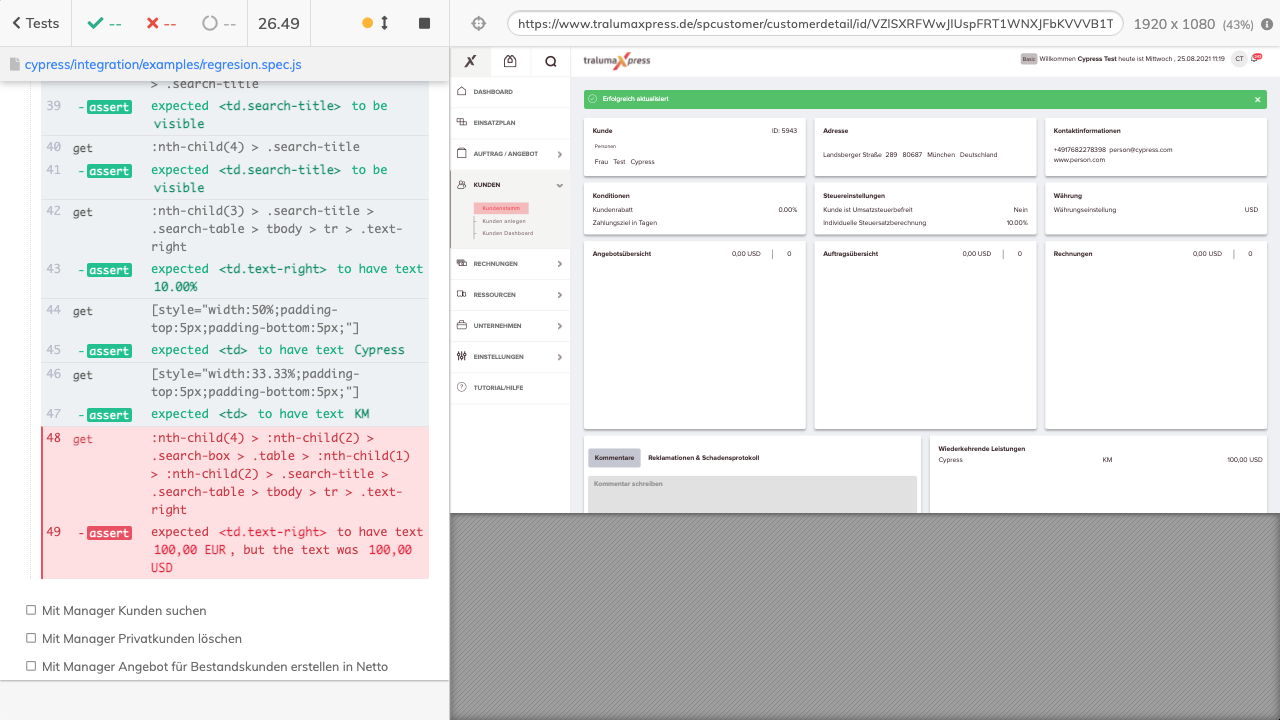 Tests
--
--
--
26.49
https://www.tralumaxpress.de/spcustomer/customerdetail/id/VZlSXRFWwJlUspFRT1WNXJFbKVVVB1T
1920 x 1080 (43%)
cypress/integration/examples/regresion.spec.js
> .search-title
39 -assert expected <td.search-title> to be
visible
40 get :nth-child(4) > .search-title
41 -assert expected <td.search-title> to be
visible
42 get :nth-child(3) > .search-title >
.search-table > tbody > tr > .text-
right
43 -assert expected <td.text-right> to have text
10.00%
44 get [style="width:50%;padding-
top:5px;padding-bottom:5px;"]
45 -assert expected <td> to have text Cypress
get [style="width:33.33%;padding-
top:5px;padding-bottom:5px;"]
47 -assert expected <td> to have text KM
48 get :nth-child(4) > :nth-child(2) >
.search-box > .table > :nth-child(1)
> :nth-child(2) > .search-title >
.search-table > tbody > tr > .text-
right
49 -assert expected <td.text-right> to have text
100,00 EUR, but the text was 100,00
USD
Mit Manager Kunden suchen
Mit Manager Privatkunden löschen
Mit Manager Angebot für Bestandskunden erstellen in Netto
X
tralumaXpress
Basic Willkommen Cypress Test heute ist Mittwoch , 25.08.2021 11:19 CT
DASHBOARD
EINSATZPLAN
AUFTRAG / ANGEBOT
KUNDEN
Kundenstamm
Kunden anlegen
Kunden Dashboard
RECHNUNGEN
RESSOURCEN
UNTERNEHMEN
EINSTELLUNGEN
TUTORIAL/HILFE
Erfolgreich aktualisiert
Kunde ID: 5943
Personen
Frau Test Cypress
Adresse
Landsberger Straße 289 80687 München Deutschland
Kontaktinformationen
+4917682278398 person@cypress.com
www.person.com
Konditionen
Kundenrabatt 0.00%
Zahlungsziel in Tagen
Steuereinstellungen
Kunde ist Umsatzsteuerbefreit Nein
Individuelle Steuersatzberechnung 10.00%
Währung
Währungseinstellung USD
Angebotsübersicht 0,00 USD | 0
Auftragsübersicht 0,00 USD | 0
Rechnungen 0,00 USD | 0
Kommentare Reklamationen & Schadensprotokoll
Kommentar schreiben
Wiederkehrende Leistungen
Cypress KM 100,00 USD